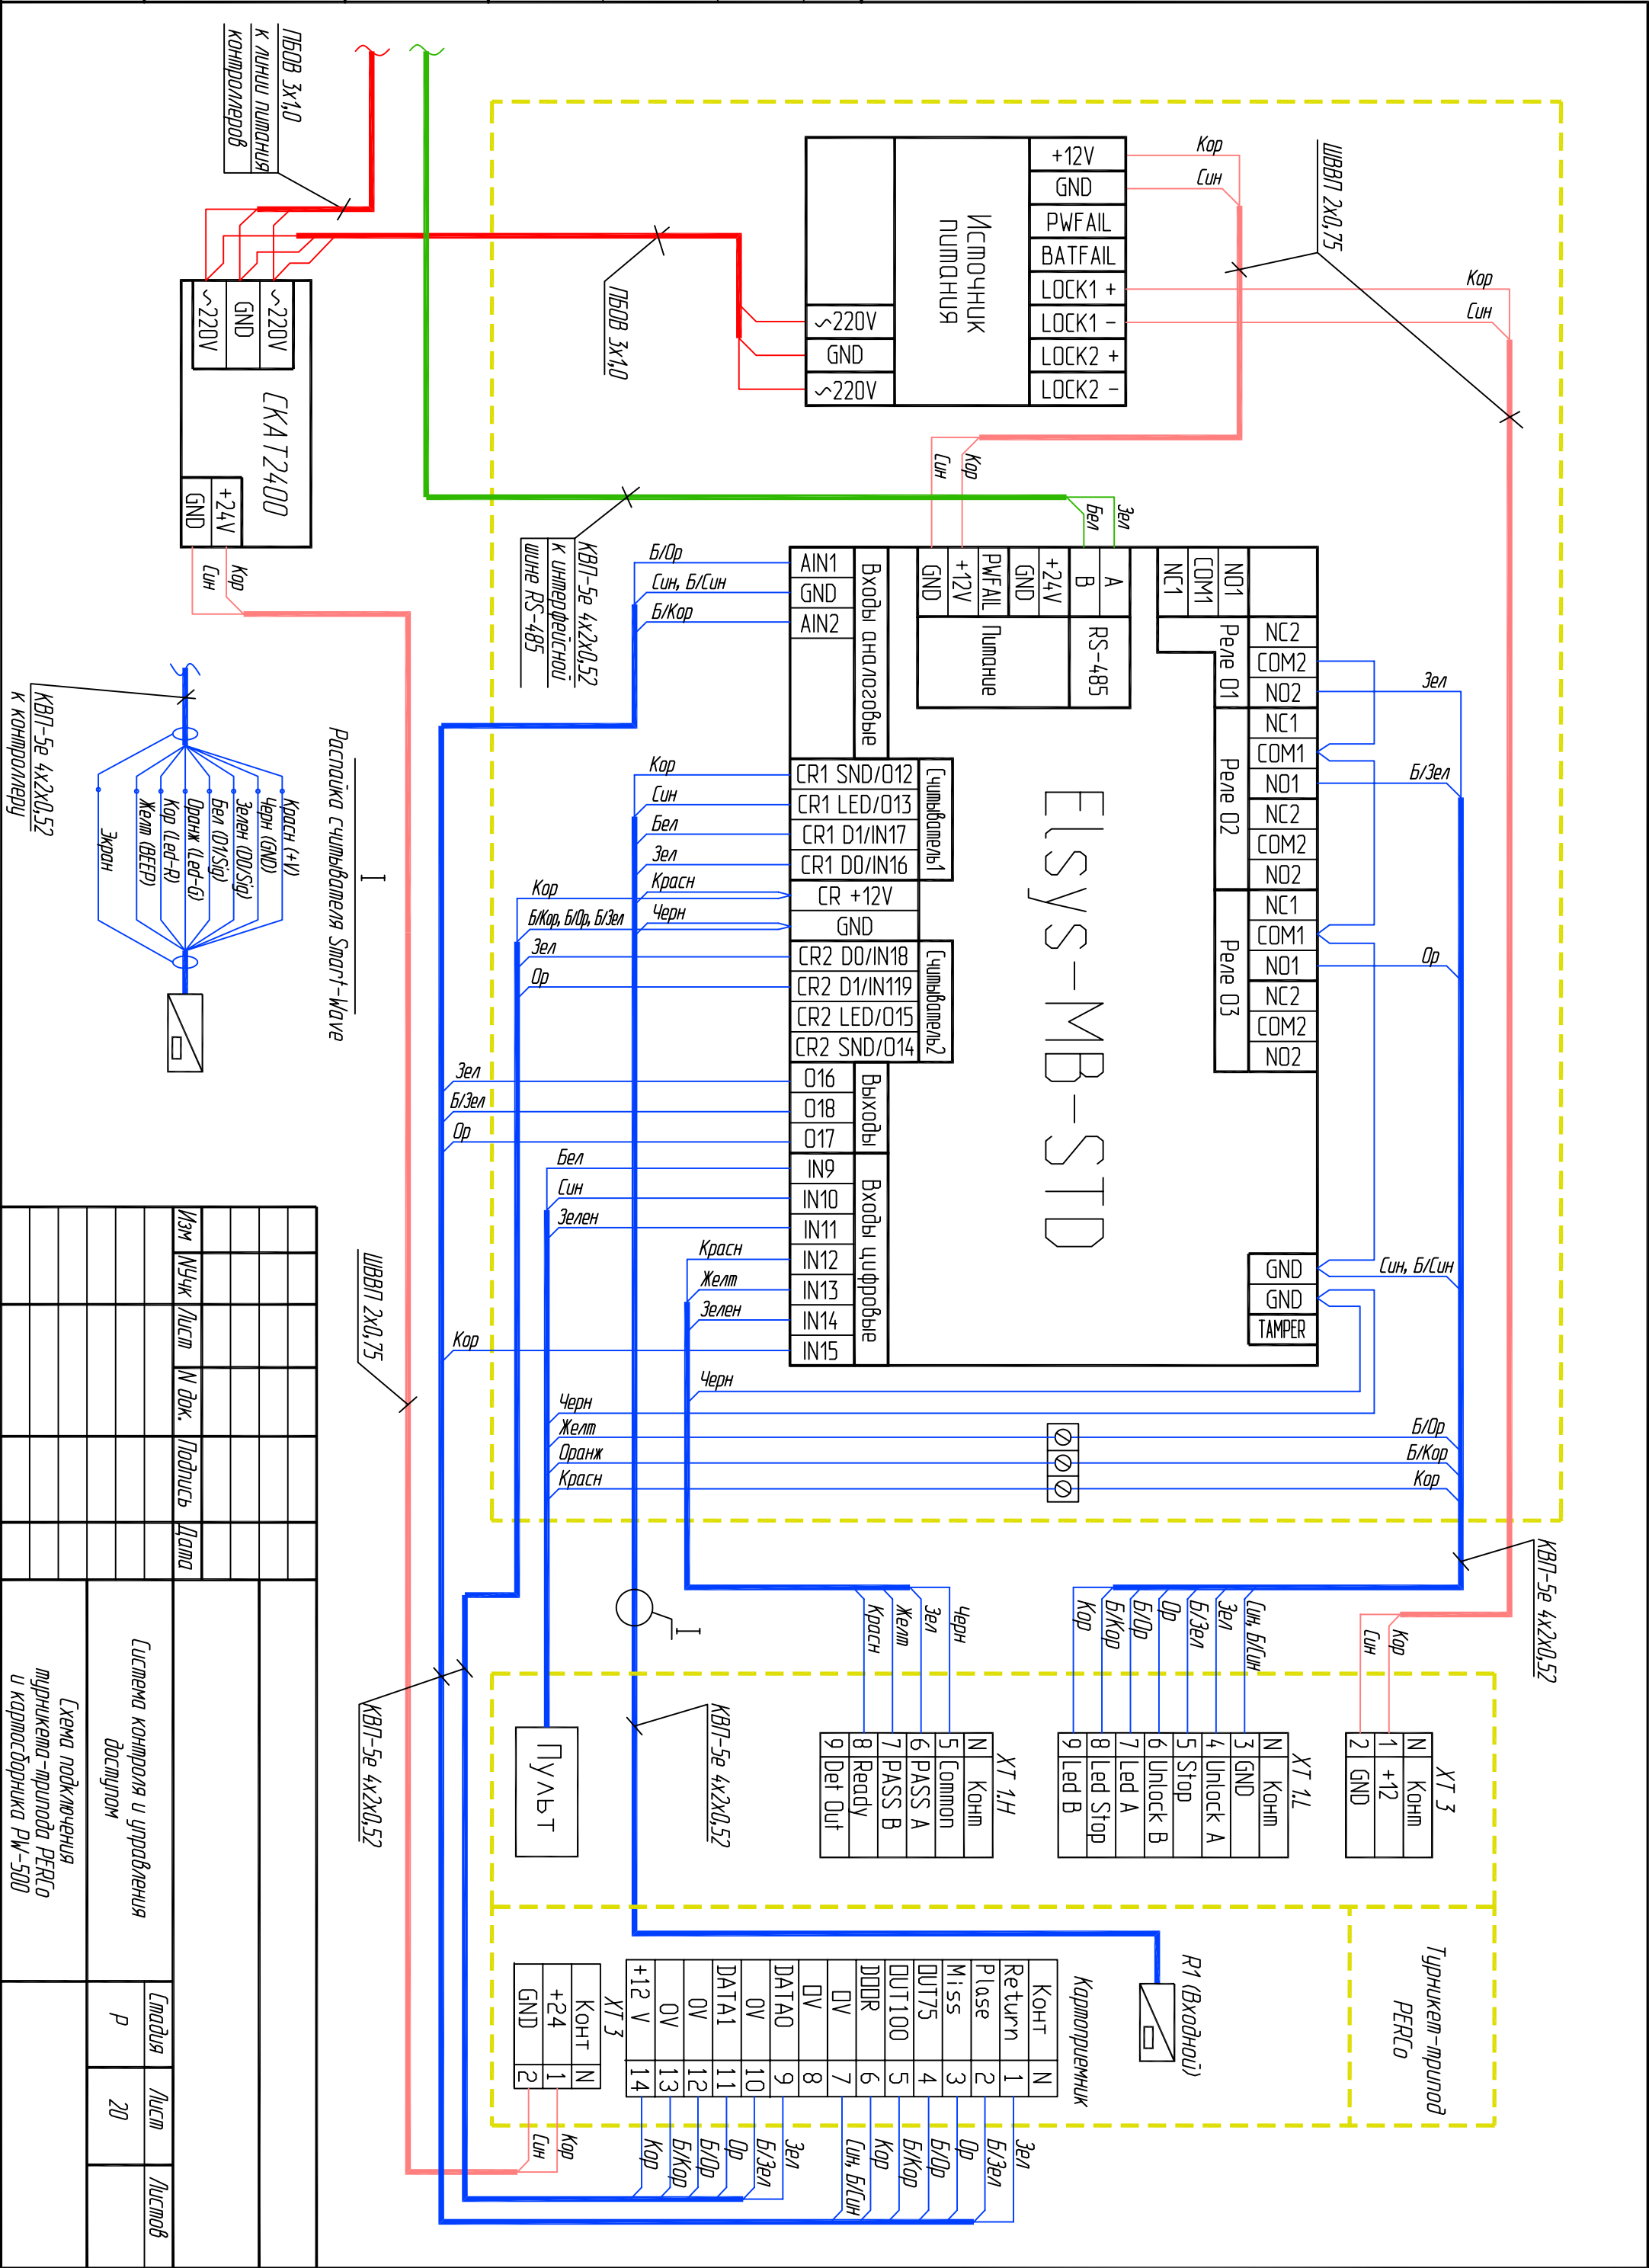 ПБОВ 3х1,0
к линии питания
контроллеров
~220V
GND
~220V
СКАТ2400
+24V
GND
Кор
Син
ПБОВ 3х1,0
Источник
питания
+12V
GND
PWFAIL
BATFAIL
LOCK1 +
LOCK1 -
LOCK2 +
LOCK2 -
~220V
GND
~220V
Кор
Син
ШВВП 2х0,75
Кор
Син
Кор
Син
Зел
Бел
КВП-5е 4х2х0,52
к интерфейсной
шине RS-485
Б/Ор
Син, Б/Син
Б/Кор
AIN1
GND
AIN2
Входы аналоговые
GND
+12V
PWFAIL
GND
+24V
Питание
B
A
RS-485
NC1
COM1
NO1
Реле 01
NC2
COM2
NO2
NC1
COM1
NO1
NC2
COM2
NO2
Реле 02
NC1
COM1
NO1
NC2
COM2
NO2
Реле 03
Зел
Б/Зел
Ор
Elsys-MB-STD
CR1 SND/O12
CR1 LED/O13
CR1 D1/IN17
CR1 D0/IN16
Считыватель1
CR +12V
GND
CR2 D0/IN18
CR2 D1/IN119
CR2 LED/O15
CR2 SND/O14
Считыватель2
O16
O18
O17
Выходы
IN9
IN10
IN11
IN12
IN13
IN14
IN15
Входы цифровые
GND
GND
TAMPER
Син, Б/Син
Кор
Син
Бел
Зел
Красн
Черн
Кор
Б/Кор, Б/Ор, Б/Зел
Зел
Ор
Зел
Б/Зел
Ор
Бел
Син
Зелен
Красн
Желт
Зелен
Кор
Черн
Черн
Желт
Оранж
Красн
Б/Ор
Б/Кор
Кор
I
Распайка считывателя Smart-Wave
Красн (+V)
Черн (GND)
Зелен (D0/Sig)
Бел (D1/Sig)
Оранж (Led-G)
Кор (Led-R)
Желт (BEEP)
Экран
КВП-5е 4х2х0,52
к контроллеру
ШВВП 2х0,75
КВП-5е 4х2х0,52
Кор
Син
Син, Б/Син
Зел
Б/Зел
Ор
Б/Ор
Б/Кор
Кор
Черн
Зел
Желт
Красн
I
КВП-5е 4х2х0,52
КВП-5е 4х2х0,52
XT 3
N Конт
1 +12
2 GND
XT 1.L
N Конт
3 GND
4 Unlock A
5 Stop
6 Unlock B
7 Led A
8 Led Stop
9 Led B
XT 1.H
N Конт
5 Common
6 PASS A
7 PASS B
8 Ready
9 Det Out
Пульт
Турникет-трипод
PERCo
R1 (Входной)
Картоприемник
Конт N
Return 1
Plase 2
Miss 3
OUT75 4
OUT100 5
DOOR 6
0V 7
0V 8
DATA0 9
0V 10
DATA1 11
0V 12
0V 13
+12 V 14
XT 3
Конт N
+24 1
GND 2
Зел
Б/Зел
Ор
Б/Ор
Б/Кор
Кор
Син, Б/Син
Зел
Б/Зел
Ор
Б/Ор
Б/Кор
Кор
Кор
Син
Изм
NУчк
Лист
N док.
Подпись
Дата
Система контроля и управления
доступом
Схема подключения
турникета-трипода PERCo
и картосборника PW-500
Стадия
Лист
Листов
Р
20